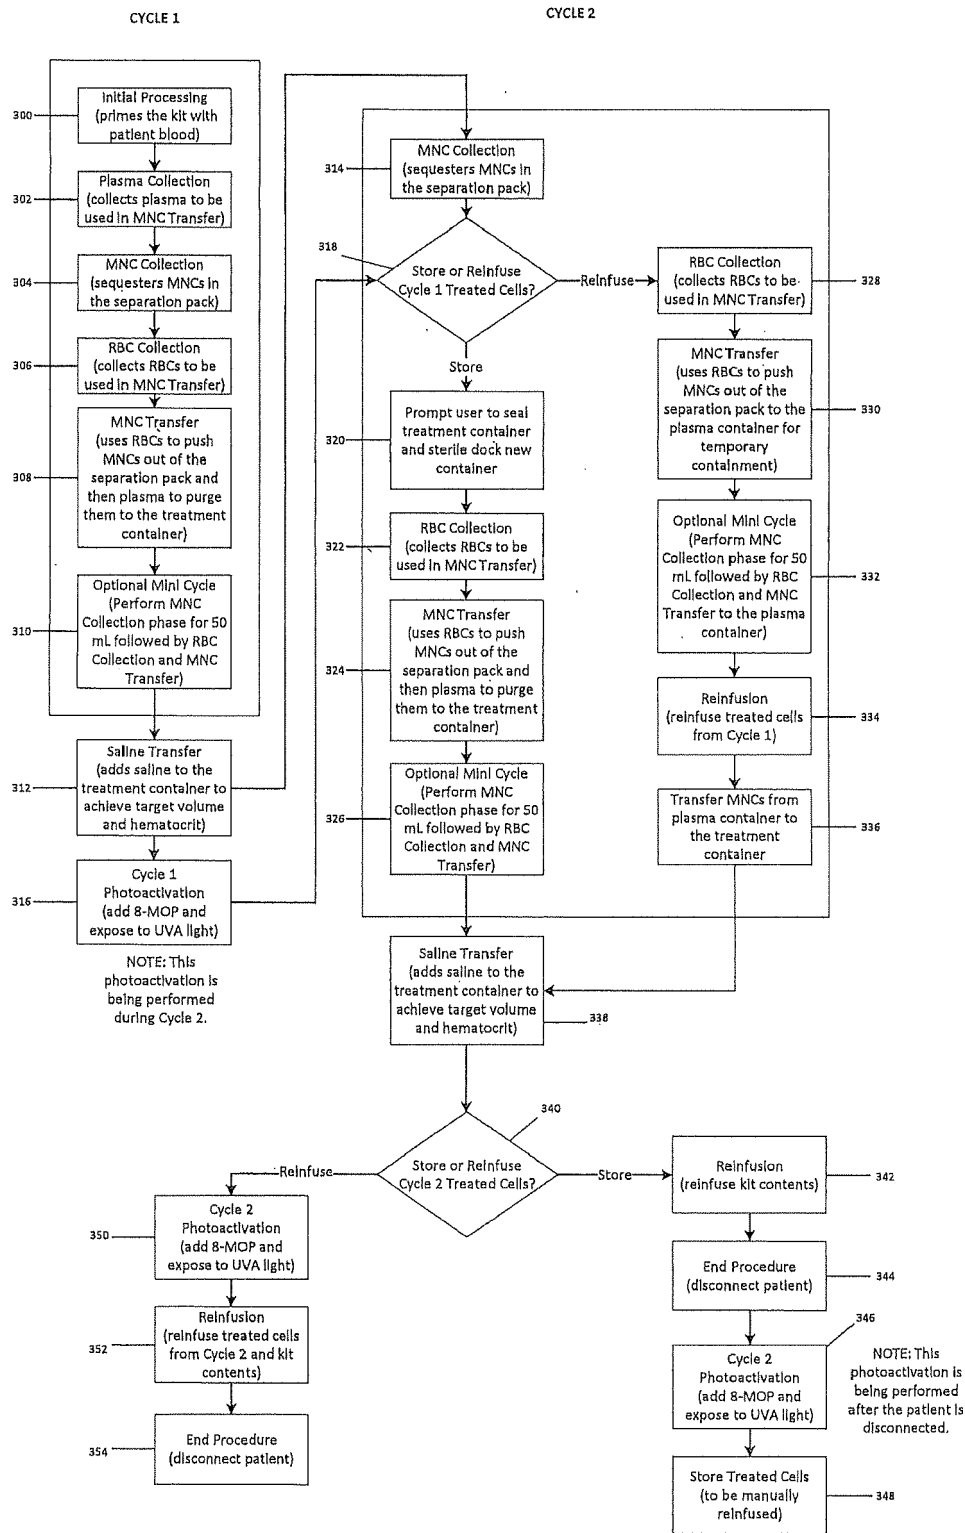 CYCLE 1
CYCLE 2
300
Initial Processing
(primes the kit with
patient blood)
302
Plasma Collection
(collects plasma to be
used in MNC Transfer)
304
MNC Collection
(sequesters MNCs in
the separation pack)
306
RBC Collection
(collects RBCs to be
used in MNC Transfer)
308
MNC Transfer
(uses RBCs to push
MNCs out of the
separation pack and
then plasma to purge
them to the treatment
container)
310
Optional Mini Cycle
(Perform MNC
Collection phase for 50
mL followed by RBC
Collection and MNC
Transfer)
312
Saline Transfer
(adds saline to the
treatment container to
achieve target volume
and hematocrit)
316
Cycle 1
Photoactivation
(add 8-MOP and
expose to UVA light)
NOTE: This
photoactivation is
being performed
during Cycle 2.
314
MNC Collection
(sequesters MNCs in
the separation pack)
318
Store or Reinfuse
Cycle 1 Treated Cells?
Reinfuse
Store
320
Prompt user to seal
treatment container
and sterile dock new
container
322
RBC Collection
(collects RBCs to be
used in MNC Transfer)
324
MNC Transfer
(uses RBCs to push
MNCs out of the
separation pack and
then plasma to purge
them to the treatment
container)
326
Optional Mini Cycle
(Perform MNC
Collection phase for 50
mL followed by RBC
Collection and MNC
Transfer)
RBC Collection
(collects RBCs to be
used in MNC Transfer)
328
MNC Transfer
(uses RBCs to push
MNCs out of the
separation pack to the
plasma container for
temporary
containment)
330
Optional Mini Cycle
(Perform MNC
Collection phase for 50
mL followed by RBC
Collection and MNC
Transfer to the plasma
container)
332
Reinfusion
(reinfuse treated cells
from Cycle 1)
334
Transfer MNCs from
plasma container to
the treatment
container
336
Saline Transfer
(adds saline to the
treatment container to
achieve target volume
and hematocrit)
338
340
Store or Reinfuse
Cycle 2 Treated Cells?
Reinfuse
Store
350
Cycle 2
Photoactivation
(add 8-MOP and
expose to UVA light)
352
Reinfusion
(reinfuse treated cells
from Cycle 2 and kit
contents)
354
End Procedure
(disconnect patient)
Reinfusion
(reinfuse kit contents)
342
End Procedure
(disconnect patient)
344
346
Cycle 2
Photoactivation
(add 8-MOP and
expose to UVA light)
NOTE: This
photoactivation is
being performed
after the patient is
disconnected.
Store Treated Cells
(to be manually
reinfused)
348